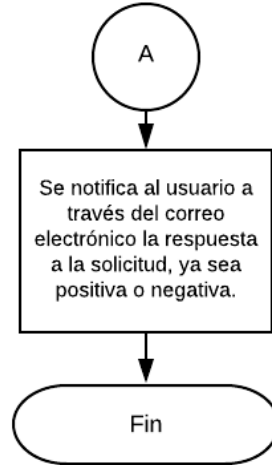 A
Se notifica al usuario a
través del correo
electrónico la respuesta
a la solicitud, ya sea
positiva o negativa.
Fin